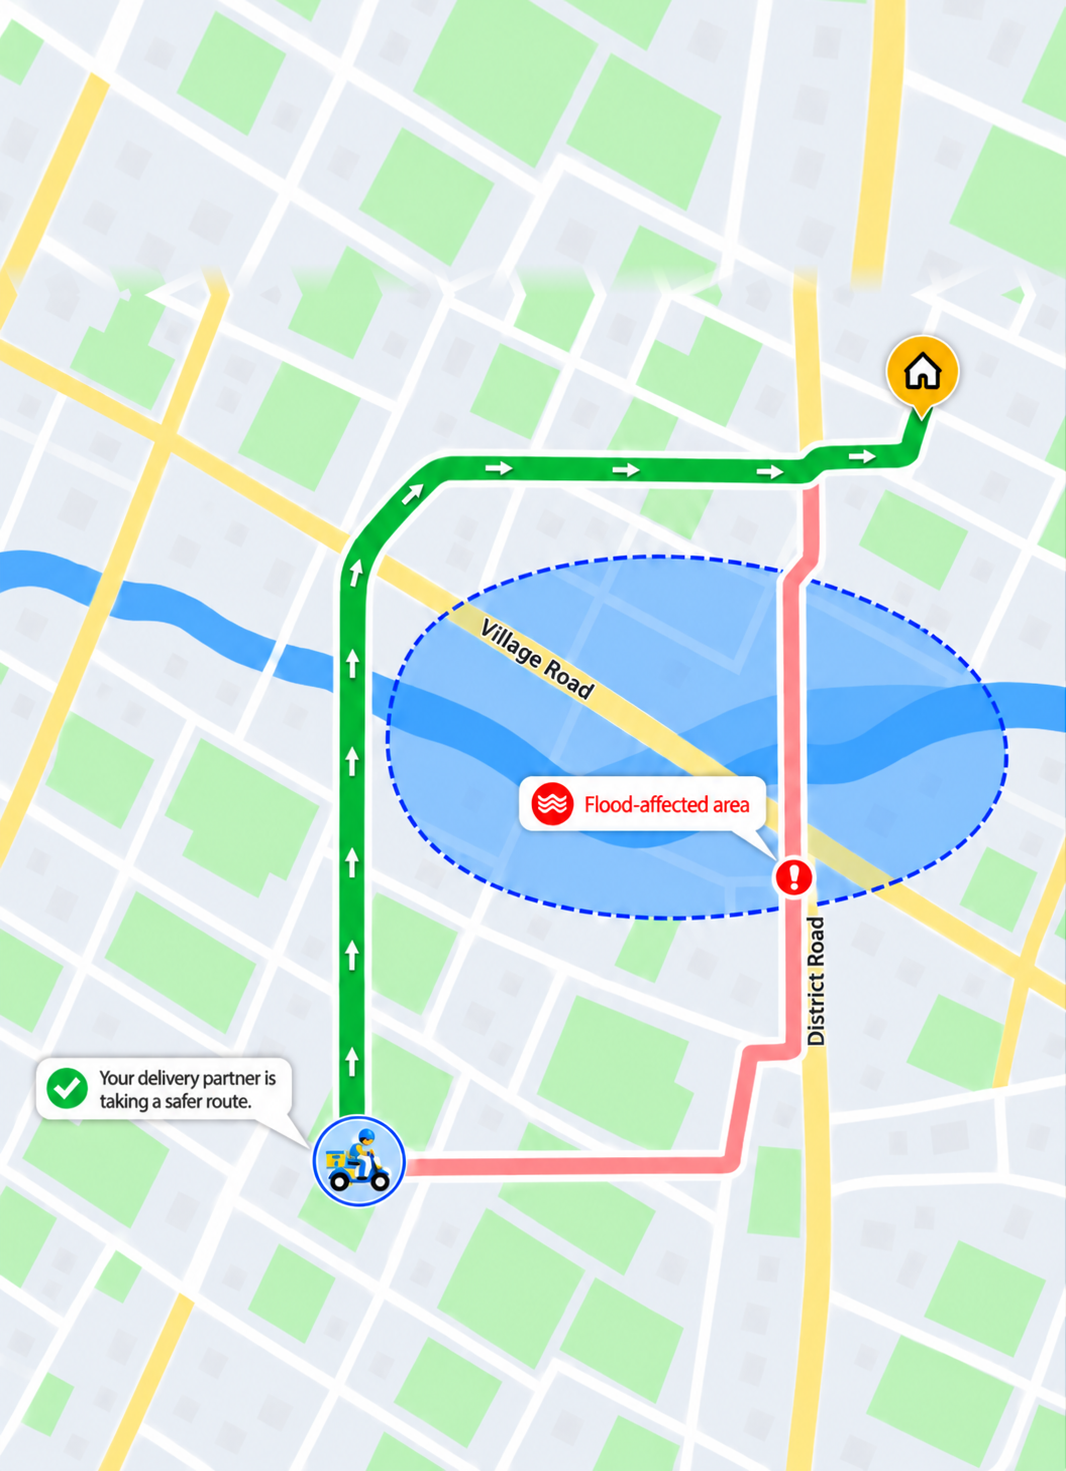 Village Road
Flood-affected area
District Road
Your delivery partner is
taking a safer route.